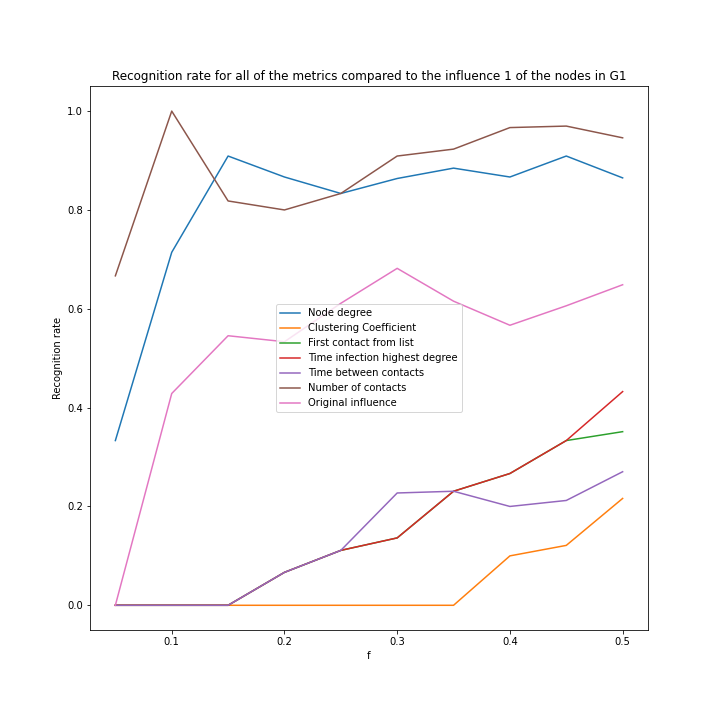 Recognition rate for all of the metrics compared to the influence 1 of the nodes in G1
1.0
0.8
0.6
0.4
0.2
0.0
Recognition rate
Node degree
Clustering Coefficient
First contact from list
Time infection highest degree
Time between contacts
Number of contacts
Original influence
0.1
0.2
0.3
0.4
0.5
f